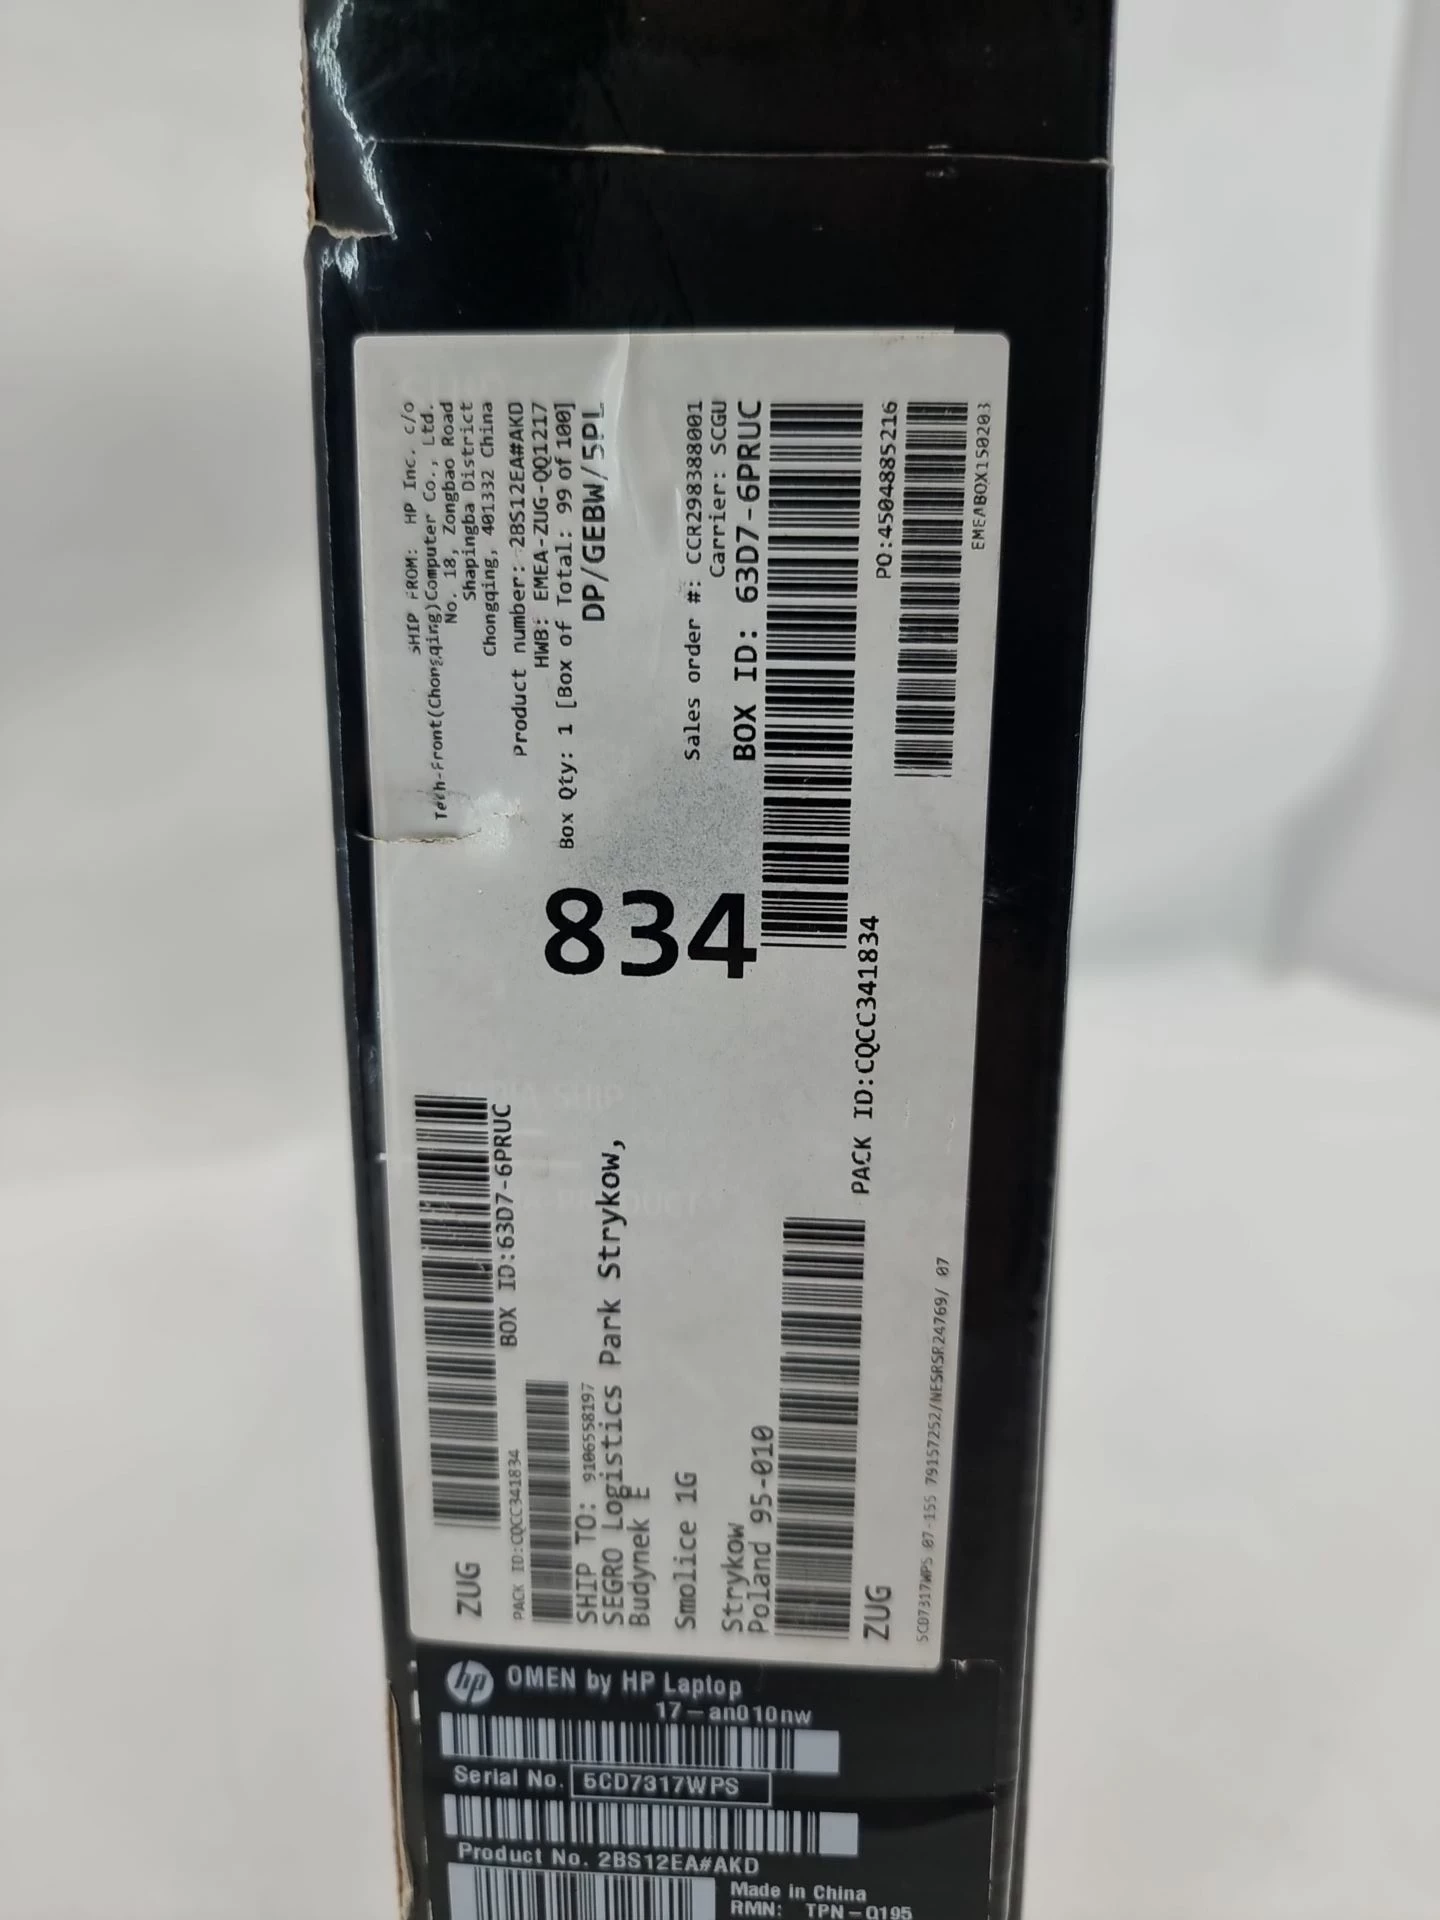 SHIP FROM: HP Inc. c/o
Tech-Front(Chongqing)Computer Co., Ltd.
No. 18, Zongbao Road
Shapingba District
Chongqing, 401332 China
Product number: 2BS12EA#AKD
HWB: EMEA-ZUG-QQ1217
Box Qty: 1 [Box of Total: 99 of 100]
DP/GEBW/5PL
Sales order #: CCR298388001
Carrier: SCGU
BOX ID: 63D7-6PRUC
PO:4504885216
EMEABOX150203
834
BOX ID:63D7-6PRUC
ZUG
PACK ID:CQCC341834
SHIP TO: 9106558197
SEGRO Logistics Park Strykow,
Budynek E
Smolice 1G
Strykow
Poland 95-010
PACK ID:CQCC341834
ZUG
5CD7317WPS 07-155 79157252/NESRSR24769/ 07
hp OMEN by HP Laptop
17-an010nw
Serial No. 5CD7317WPS
Product No. 2BS12EA#AKD
Made in China
RMN: TPN-Q195